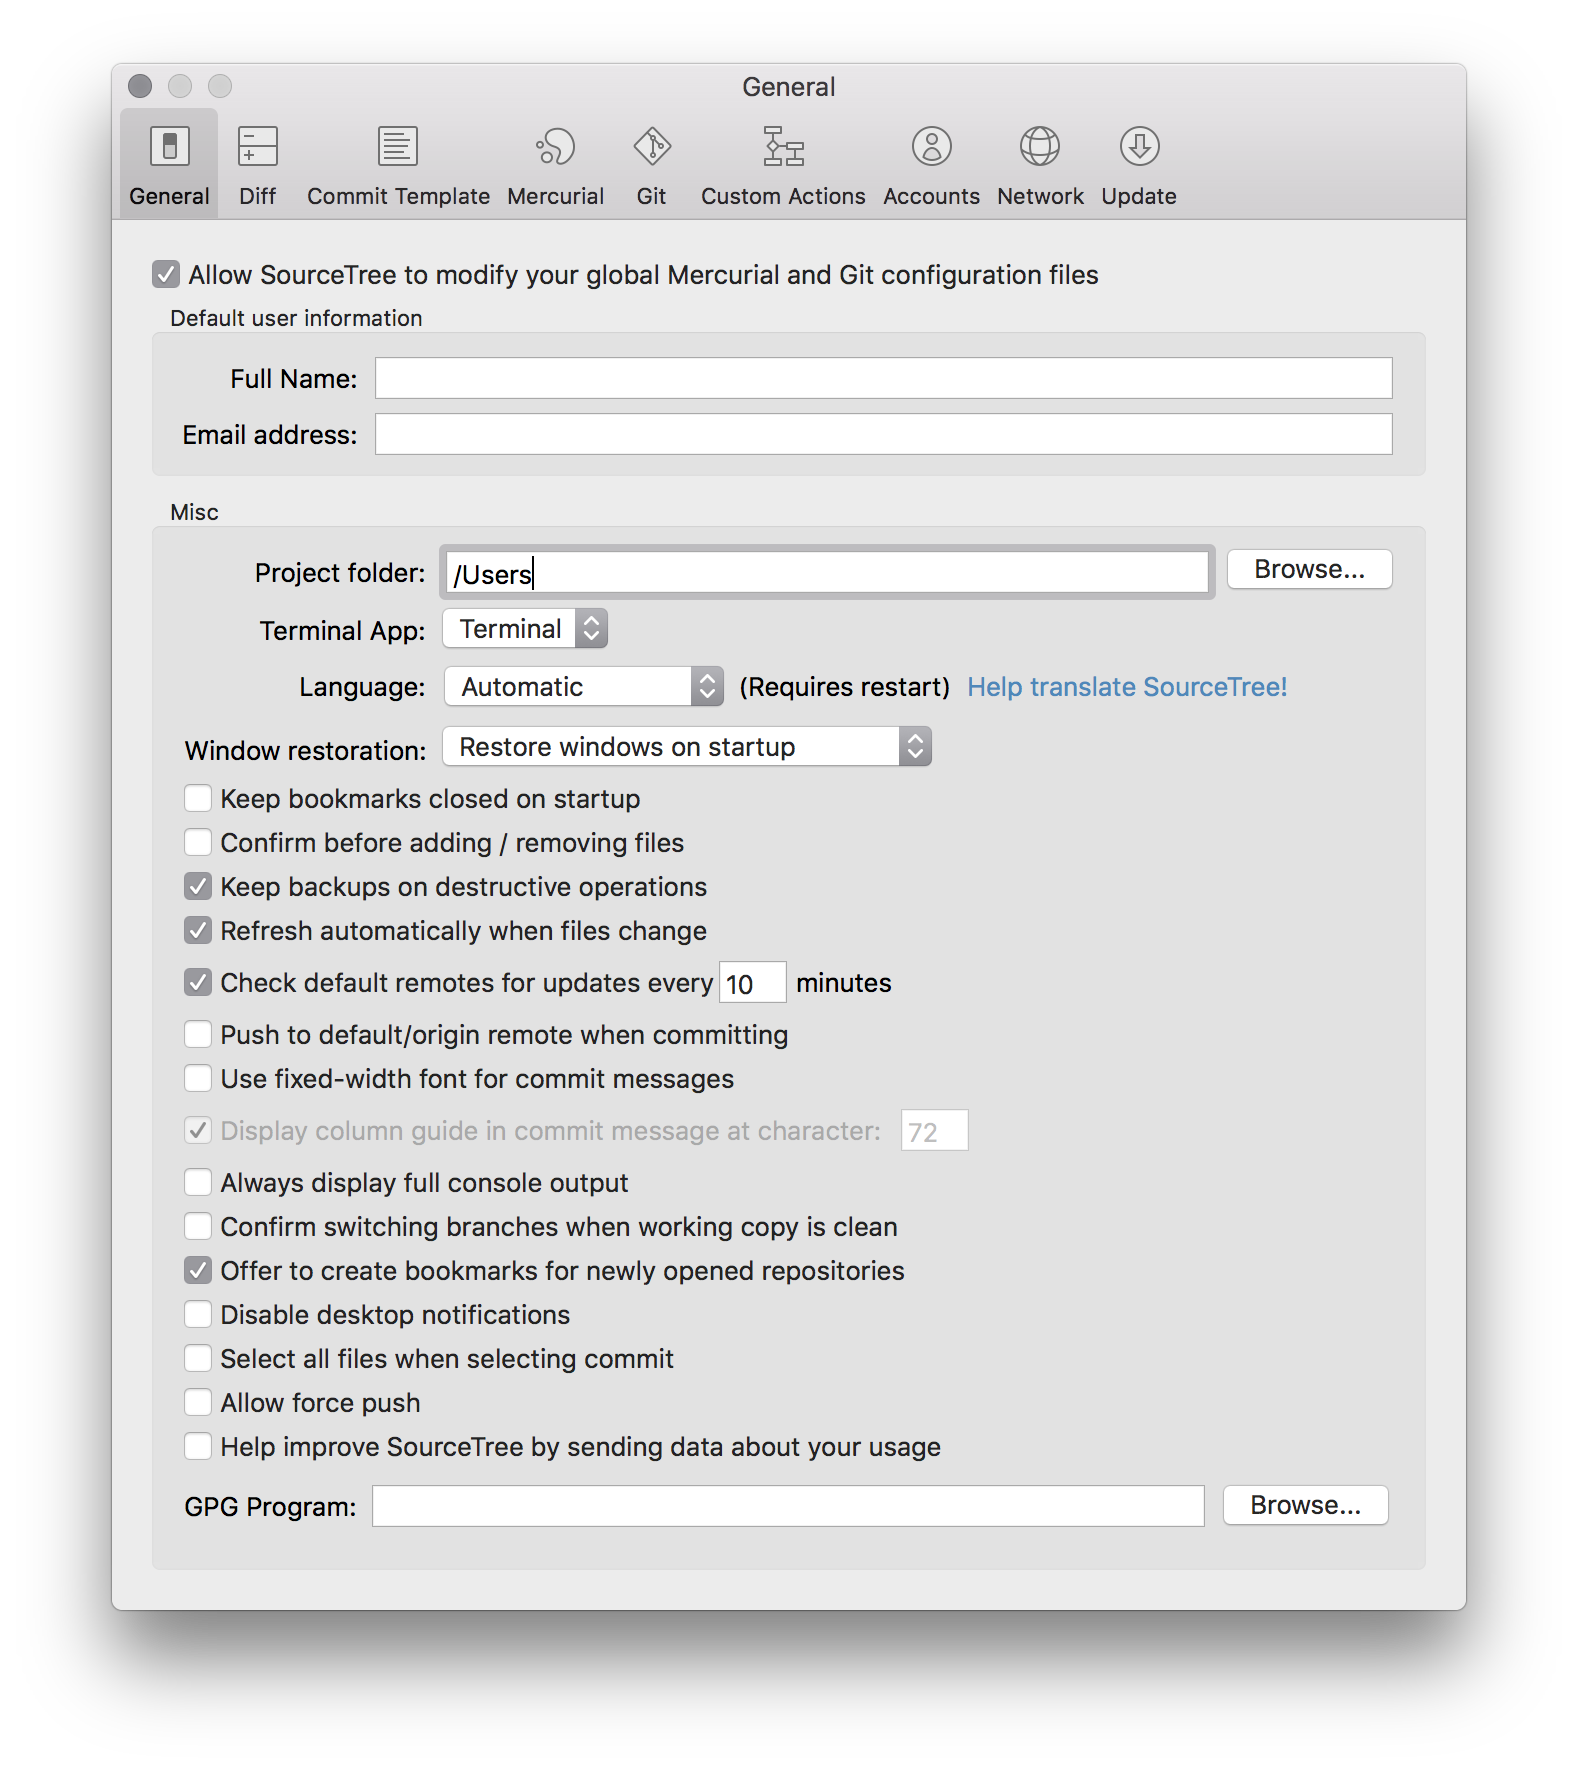 General
General Diff Commit Template Mercurial Git Custom Actions Accounts Network Update
Allow SourceTree to modify your global Mercurial and Git configuration files
Default user information
Full Name:
Email address:
Misc
Project folder: /Users Browse...
Terminal App: Terminal
Language: Automatic (Requires restart) Help translate SourceTree!
Window restoration: Restore windows on startup
Keep bookmarks closed on startup
Confirm before adding / removing files
Keep backups on destructive operations
Refresh automatically when files change
Check default remotes for updates every 10 minutes
Push to default/origin remote when committing
Use fixed-width font for commit messages
Display column guide in commit message at character: 72
Always display full console output
Confirm switching branches when working copy is clean
Offer to create bookmarks for newly opened repositories
Disable desktop notifications
Select all files when selecting commit
Allow force push
Help improve SourceTree by sending data about your usage
GPG Program: Browse...